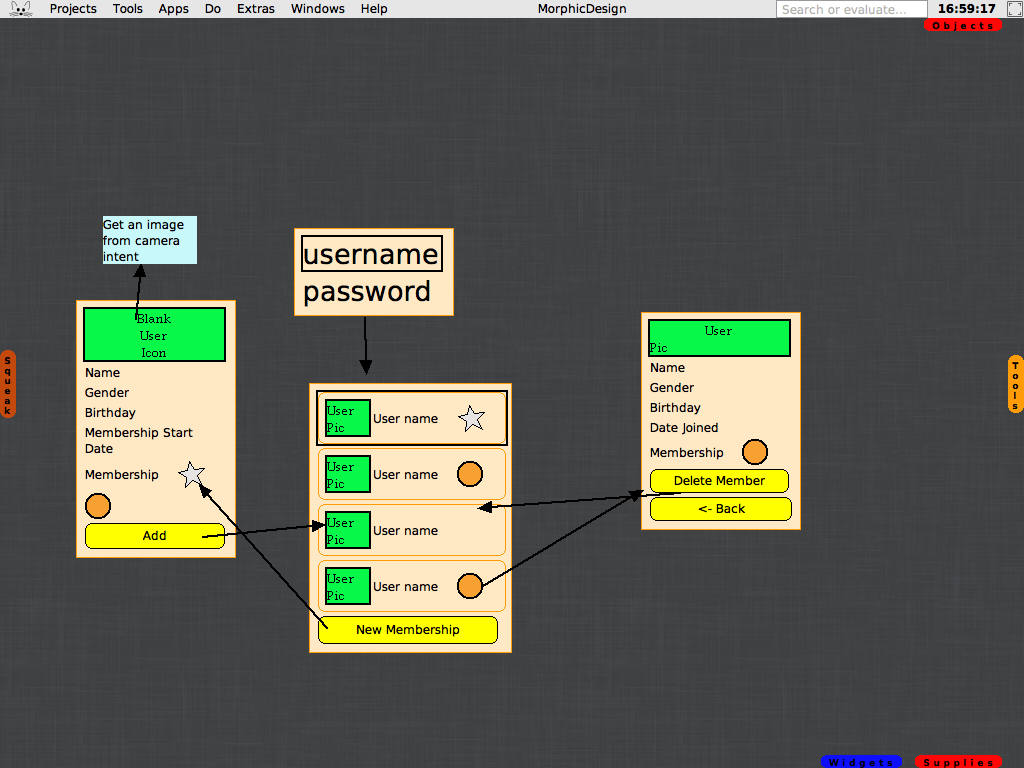 Projects Tools Apps Do Extras Windows Help MorphicDesign Search or evaluate... 16:59:17
Objects
Get an image
from camera
intent
username
password
Blank
User
Icon
Name
Gender
Birthday
Membership Start
Date
Membership
Add
User
Pic
User name
User
Pic
User name
User
Pic
User name
User
Pic
User name
New Membership
User
Pic
Name
Gender
Birthday
Date Joined
Membership
Delete Member
<- Back
Squeak
Tools
Widgets
Supplies